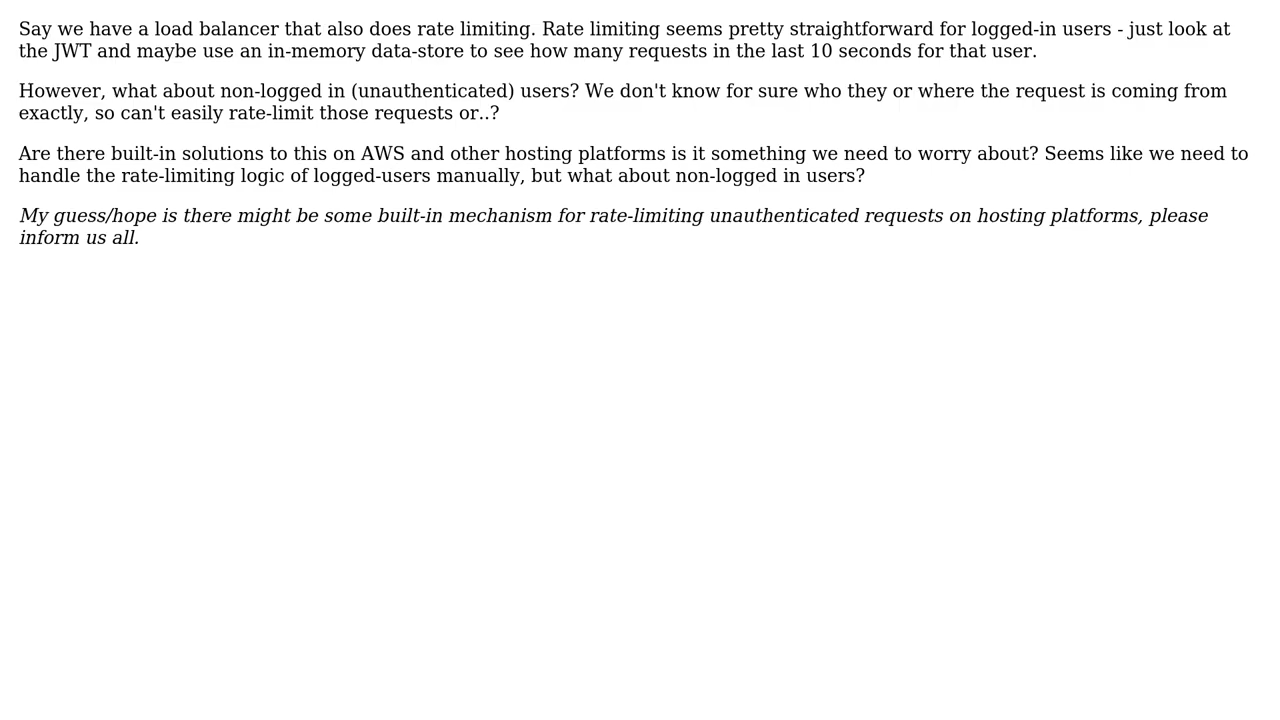 Say we have a load balancer that also does rate limiting. Rate limiting seems pretty straightforward for logged-in users - just look at
the JWT and maybe use an in-memory data-store to see how many requests in the last 10 seconds for that user.
However, what about non-logged in (unauthenticated) users? We don't know for sure who they or where the request is coming from
exactly, so can't easily rate-limit those requests or..?
Are there built-in solutions to this on AWS and other hosting platforms is it something we need to worry about? Seems like we need to
handle the rate-limiting logic of logged-users manually, but what about non-logged in users?
My guess/hope is there might be some built-in mechanism for rate-limiting unauthenticated requests on hosting platforms, please
inform us all.